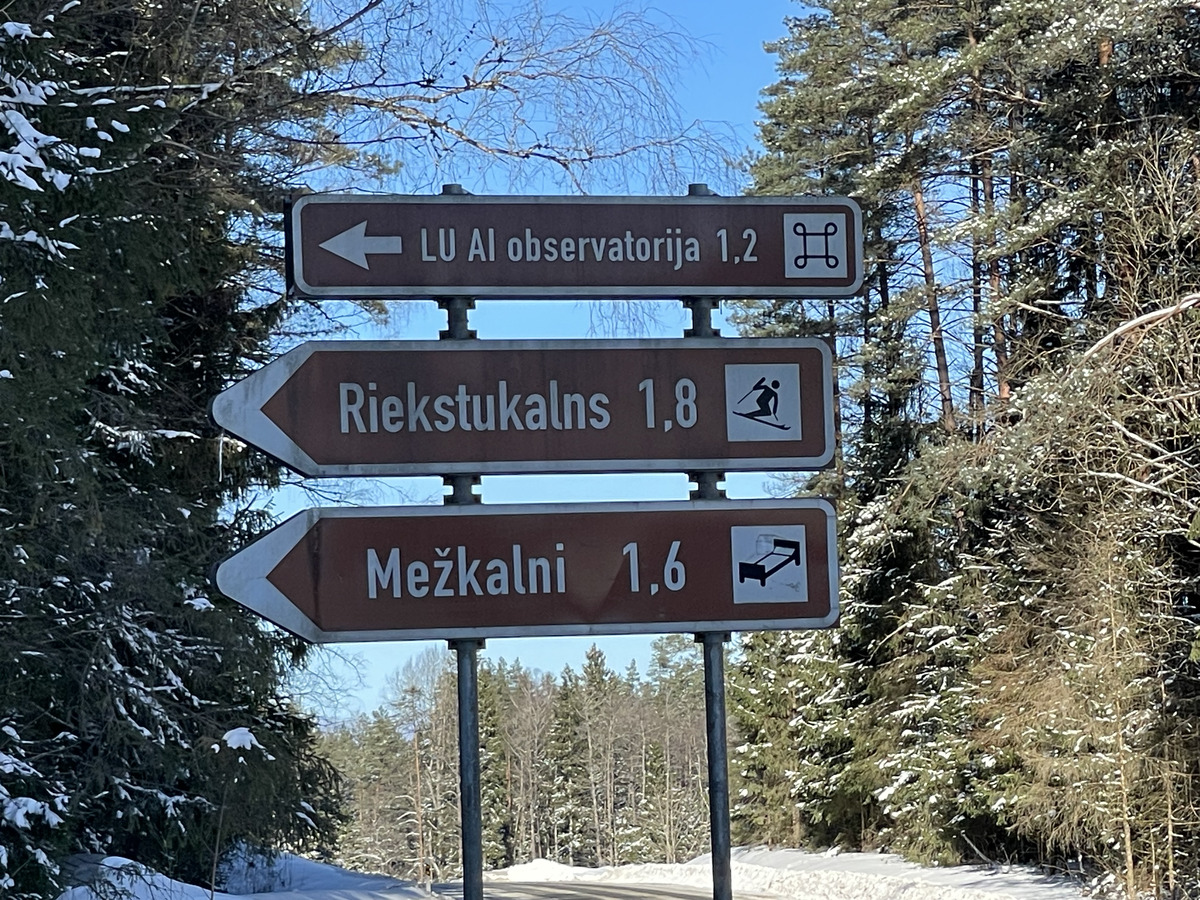 LU AI observatorija 1,2
Riekstukalns 1,8
Mežkalni 1,6